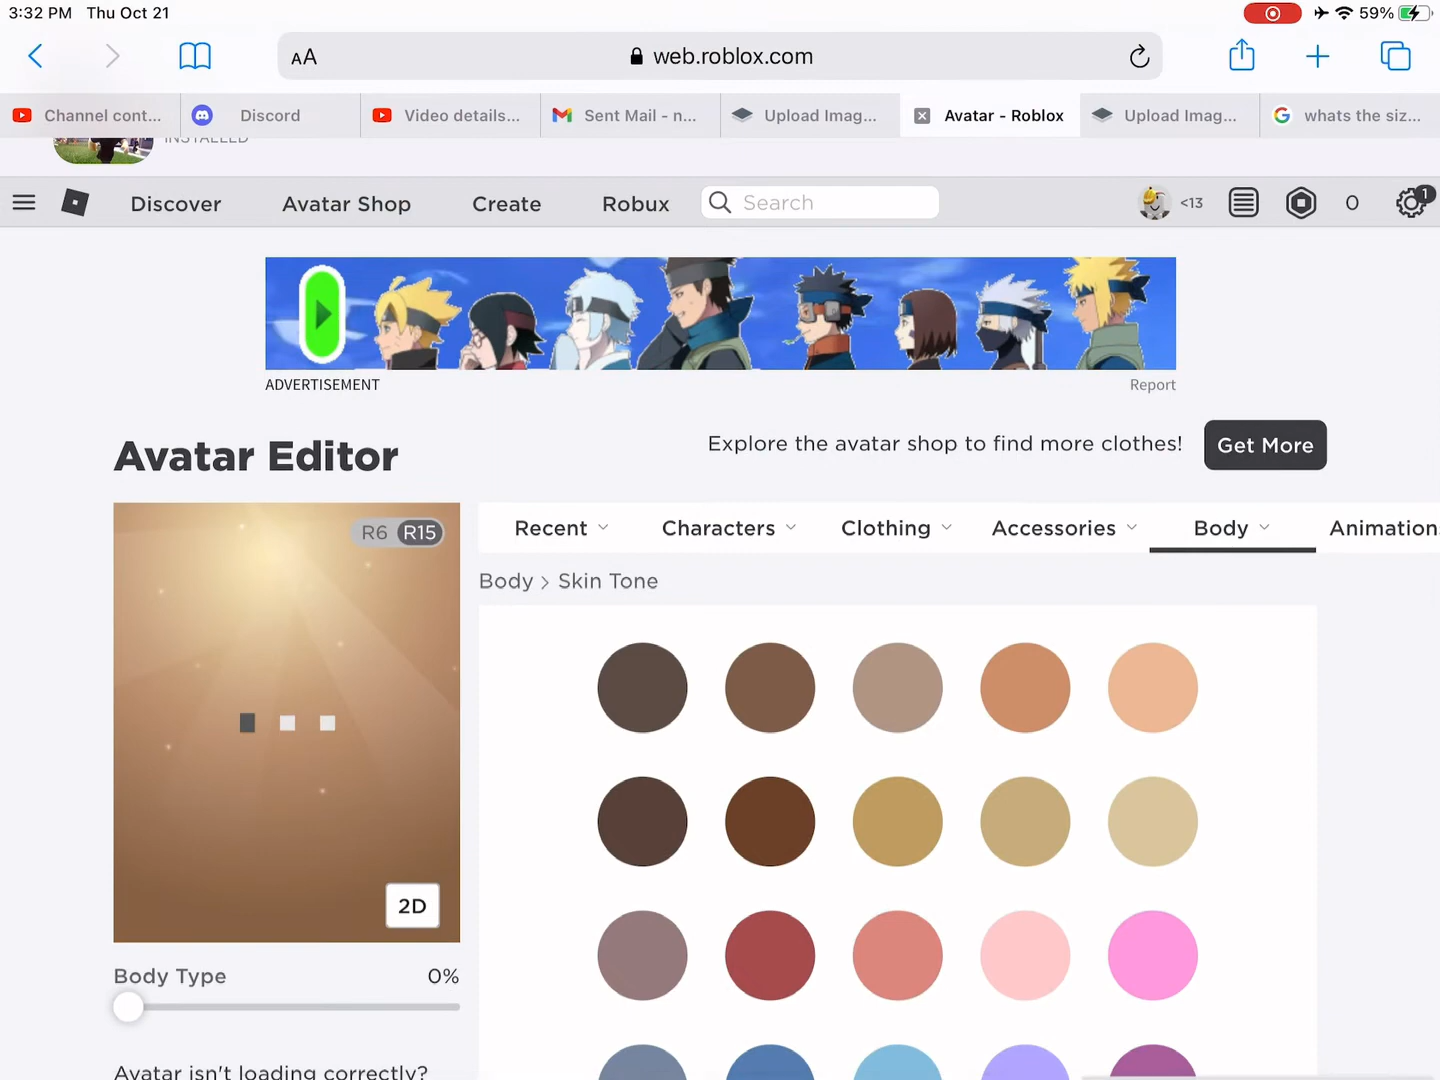 3:32 PM Thu Oct 21
59%
AA
web.roblox.com
Channel cont...
Discord
Video details...
Sent Mail - n...
Upload Imag...
Avatar - Roblox
Upload Imag...
whats the siz...
INSTALLED
Discover
Avatar Shop
Create
Robux
Search
<13
0
1
ADVERTISEMENT
Report
Avatar Editor
Explore the avatar shop to find more clothes!
Get More
R6 R15
Recent
Characters
Clothing
Accessories
Body
Animation
Body > Skin Tone
2D
Body Type 0%
Avatar isn't loading correctly?